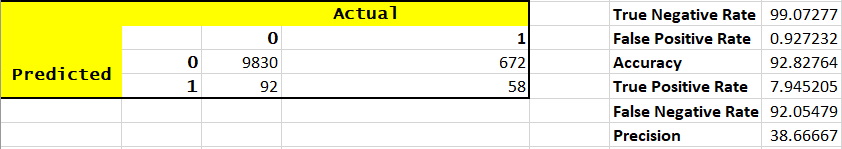 Actual True Negative Rate 99.07277
0 1 False Positive Rate 0.927232
Predicted 0 9830 672 Accuracy 92.82764
1 92 58 True Positive Rate 7.945205
False Negative Rate 92.05479
Precision 38.66667